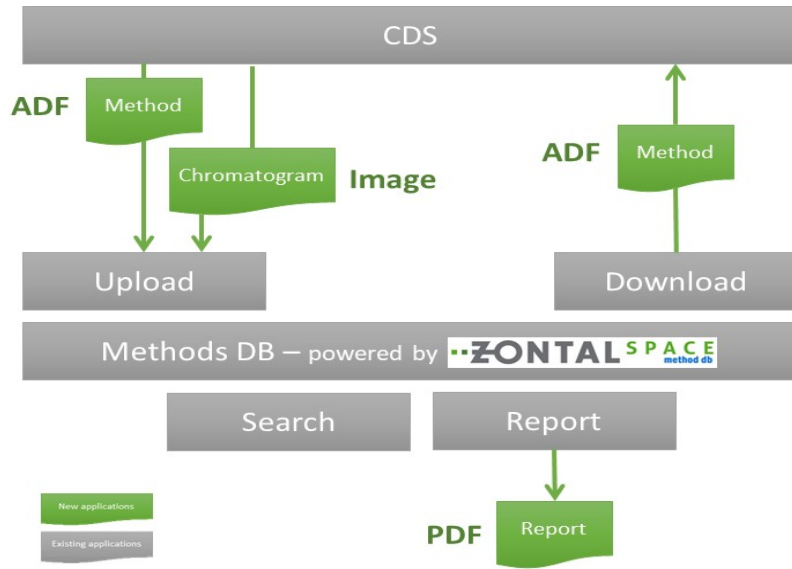 CDS
ADF
Method
Chromatogram
Image
ADF
Method
Upload
Download
Methods DB – powered by ZONTAL SPACE
method db
Search
Report
PDF
Report
New applications
Existing applications